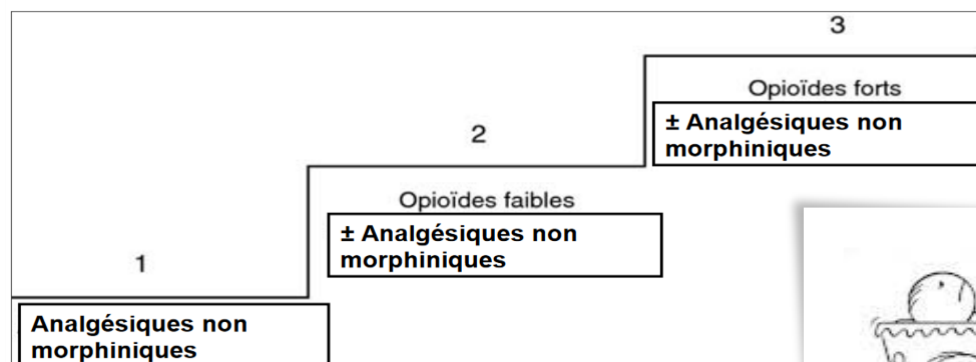 3
Opioïdes forts
± Analgésiques non
morphiniques
2
Opioïdes faibles
± Analgésiques non
morphiniques
1
Analgésiques non
morphiniques